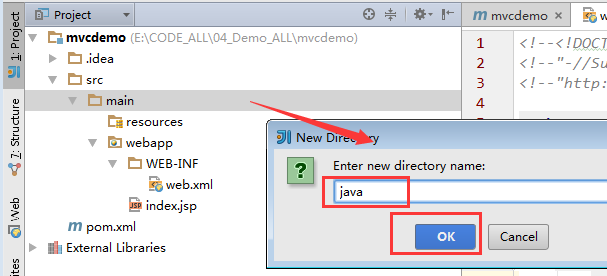 Project
mvcdemo
web
mvcdemo (E:\CODE_ALL\04_Demo_ALL\mvcdemo)
.idea
src
main
resources
webapp
WEB-INF
web.xml
index.jsp
pom.xml
External Libraries
1: Project
7: Structure
Web
1
2
3
4
<!--<!DOCT
<!--"-//Su
<!--"http:
New Directory
Enter new directory name:
java
OK
Cancel